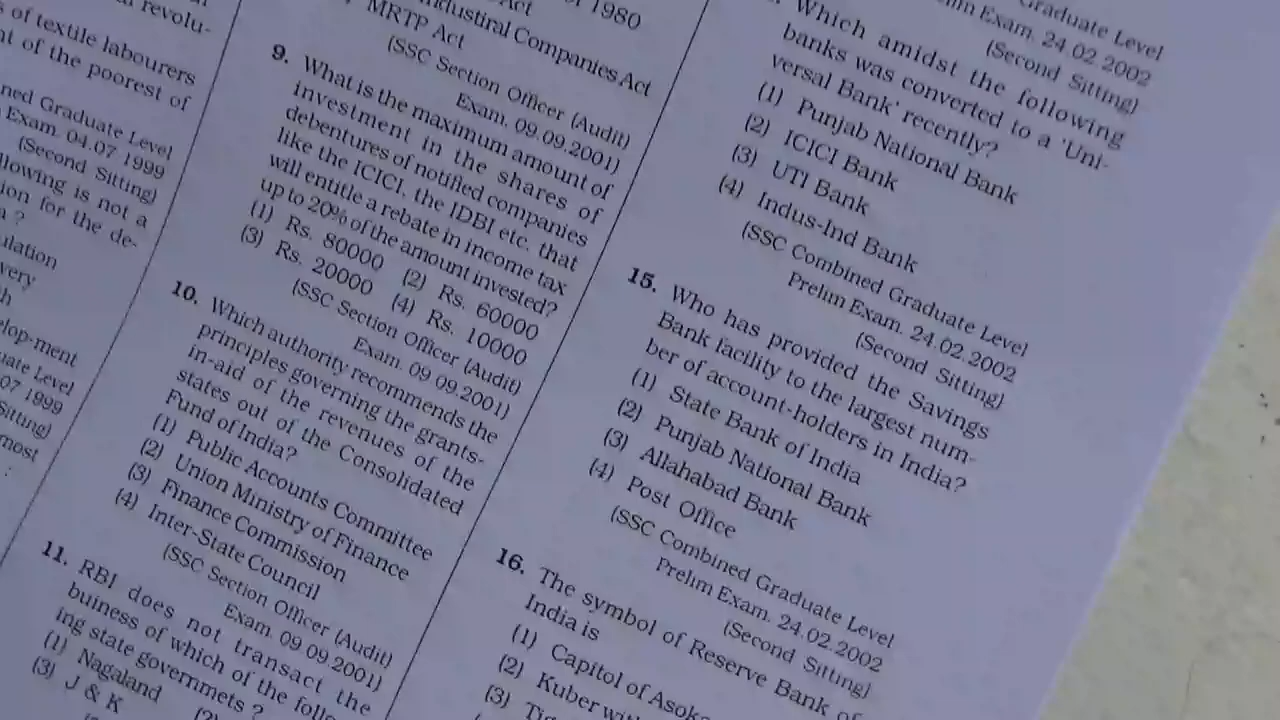 l revolu-
s of textile labourers
nt of the poorest of
ned Graduate Level
Exam. 04.07 1999
(Second Sitting)
llowing is not a
ion for the de-
a ?
ulation
very
h
lop-ment
uate Level
07 1999
Sitting)
most
:
Act
1980
ndustiral Companies Act
MRTP Act
(SSC Section Officer (Audit)
Exam. 09.09.2001)
9. What is the maximum amount of
investment in the shares of
debentures of notified companies
like the ICICI, the IDBI etc. that
will entitle a rebate in income tax
up to 20% of the amount invested?
(1) Rs. 80000 (2) Rs. 60000
(3) Rs. 20000 (4) Rs. 10000
(SSC Section Officer (Audit)
Exam. 09 09.2001)
10. Which authority recommends the
principles governing the grants-
in-aid of the revenues of the
states out of the Consolidated
Fund of India?
(1) Public Accounts Committee
(2) Union Ministry of Finance
(3) Finance Commission
(4) Inter-State Council
(SSC Section Officer (Audit)
Exam. 09 09.2001)
11. RBI does not transact the
buiness of which of the follo
ing state governmets ?
(1) Nagaland (2)
(3) J & K
Graduate Level
lim Exam. 24.02 2002
(Second Sitting)
Which amidst the following
banks was converted to a 'Uni-
versal Bank' recently?
(1) Punjab National Bank
(2) ICICI Bank
(3) UTI Bank
(4) Indus-Ind Bank
(SSC Combined Graduate Level
Prelim Exam. 24.02.2002
(Second Sitting)
15. Who has provided the Savings
Bank facility to the largest num-
ber of account-holders in India?
(1) State Bank of India
(2) Punjab National Bank
(3) Allahabad Bank
(4) Post Office
(SSC Combined Graduate Level
Prelim Exam. 24.02.2002
(Second Sitting)
16. The symbol of Reserve Bank of
India is
(1) Capitol of Asok
(2) Kuber wit
(3)